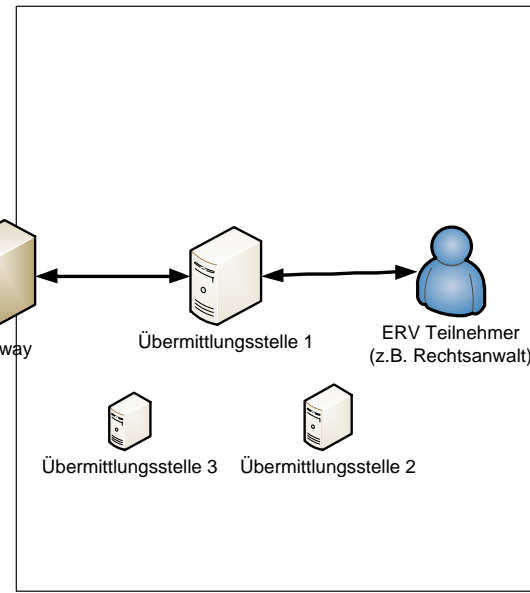 way
Übermittlungsstelle 1
ERV Teilnehmer
(z.B. Rechtsanwalt)
Übermittlungsstelle 3
Übermittlungsstelle 2